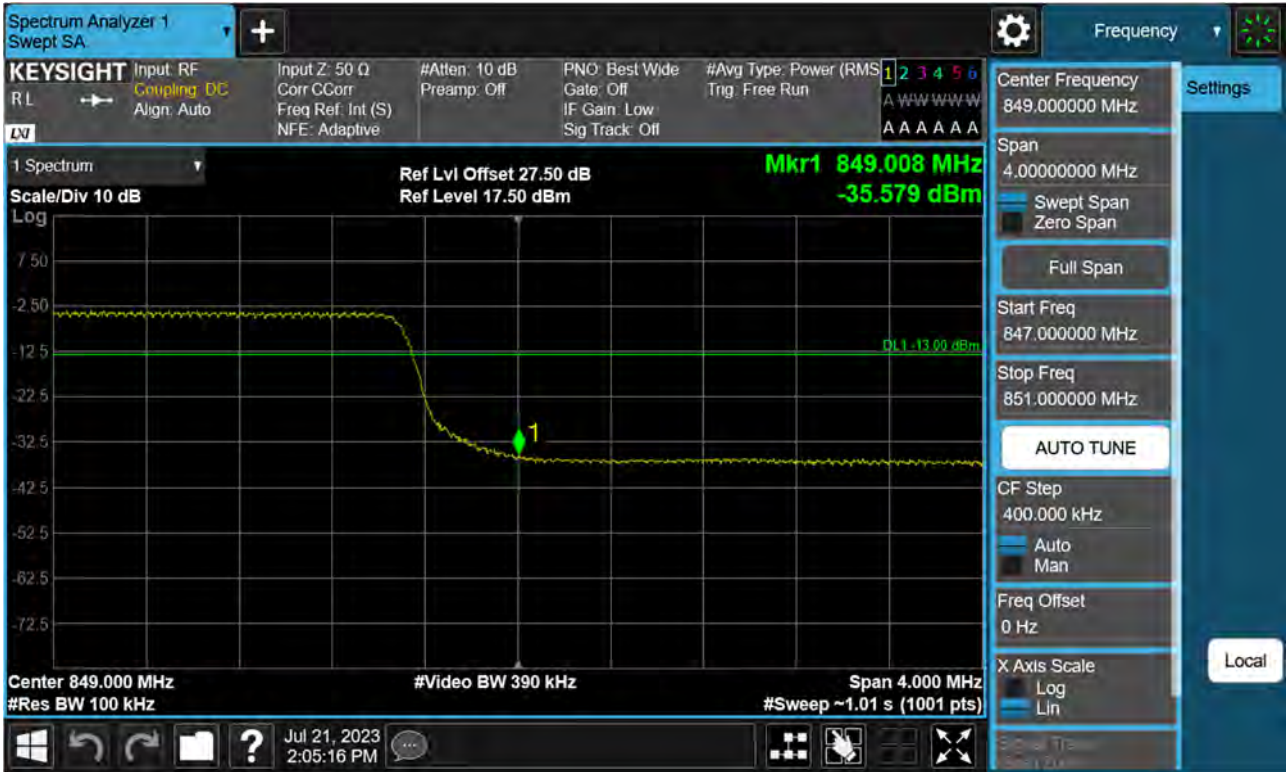 Spectrum Analyzer 1
Swept SA
Frequency
KEYSIGHT
R L
LXI
Input: RF
Coupling: DC
Align: Auto
Input Z: 50 Ω
Corr CCorr
Freq Ref: Int (S)
NFE: Adaptive
#Atten: 10 dB
Preamp: Off
PNO: Best Wide
Gate: Off
IF Gain: Low
Sig Track: Off
#Avg Type: Power (RMS
Trig: Free Run
1 2 3 4 5 6
A W W W W W
A A A A A A
1 Spectrum
Scale/Div 10 dB
Ref Lvl Offset 27.50 dB
Ref Level 17.50 dBm
Mkr1 849.008 MHz
-35.579 dBm
Log
7.50
-2.50
-12.5
-22.5
-32.5
-42.5
-52.5
-62.5
-72.5
DL1 -13.00 dBm
1
Center 849.000 MHz
#Video BW 390 kHz
Span 4.000 MHz
#Res BW 100 kHz
#Sweep ~1.01 s (1001 pts)
Jul 21, 2023
2:05:16 PM
?
Center Frequency
849.000000 MHz
Span
4.00000000 MHz
Swept Span
Zero Span
Full Span
Start Freq
847.000000 MHz
Stop Freq
851.000000 MHz
AUTO TUNE
CF Step
400.000 kHz
Auto
Man
Freq Offset
0 Hz
X Axis Scale
Log
Lin
Settings
Local